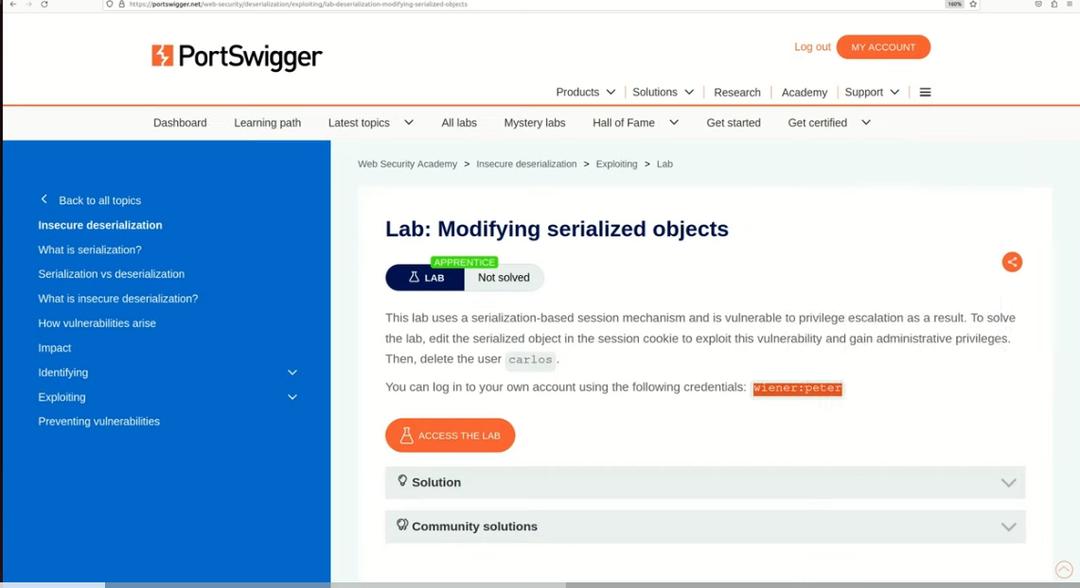 https://portswigger.net/web-security/deserialization/exploiting/lab-deserialization-modifying-serialized-objects
160%
PortSwigger
Log out
MY ACCOUNT
Products
Solutions
Research
Academy
Support
Dashboard
Learning path
Latest topics
All labs
Mystery labs
Hall of Fame
Get started
Get certified
Back to all topics
Insecure deserialization
What is serialization?
Serialization vs deserialization
What is insecure deserialization?
How vulnerabilities arise
Impact
Identifying
Exploiting
Preventing vulnerabilities
Web Security Academy > Insecure deserialization > Exploiting > Lab
Lab: Modifying serialized objects
APPRENTICE
LAB
Not solved
This lab uses a serialization-based session mechanism and is vulnerable to privilege escalation as a result. To solve
the lab, edit the serialized object in the session cookie to exploit this vulnerability and gain administrative privileges.
Then, delete the user carlos.
You can log in to your own account using the following credentials: wiener:peter
ACCESS THE LAB
Solution
Community solutions